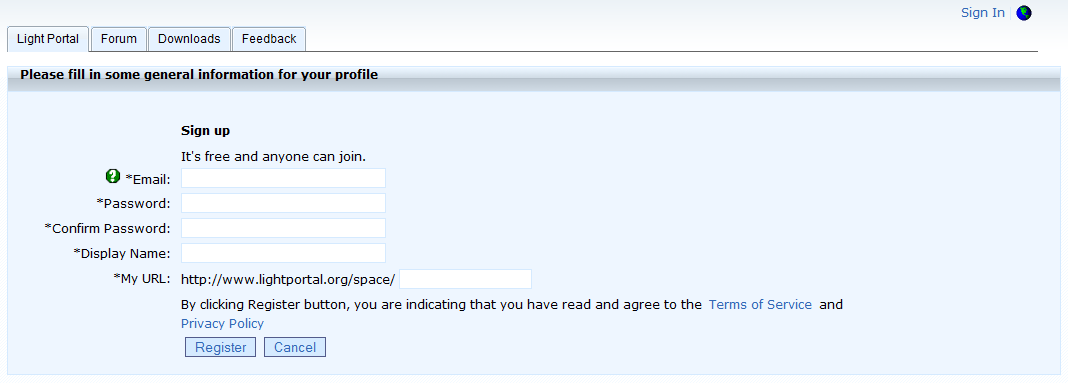 Sign In
Light Portal Forum Downloads Feedback
Please fill in some general information for your profile
Sign up
It's free and anyone can join.
*Email:
*Password:
*Confirm Password:
*Display Name:
*My URL: http://www.lightportal.org/space/
By clicking Register button, you are indicating that you have read and agree to the Terms of Service and
Privacy Policy
Register Cancel